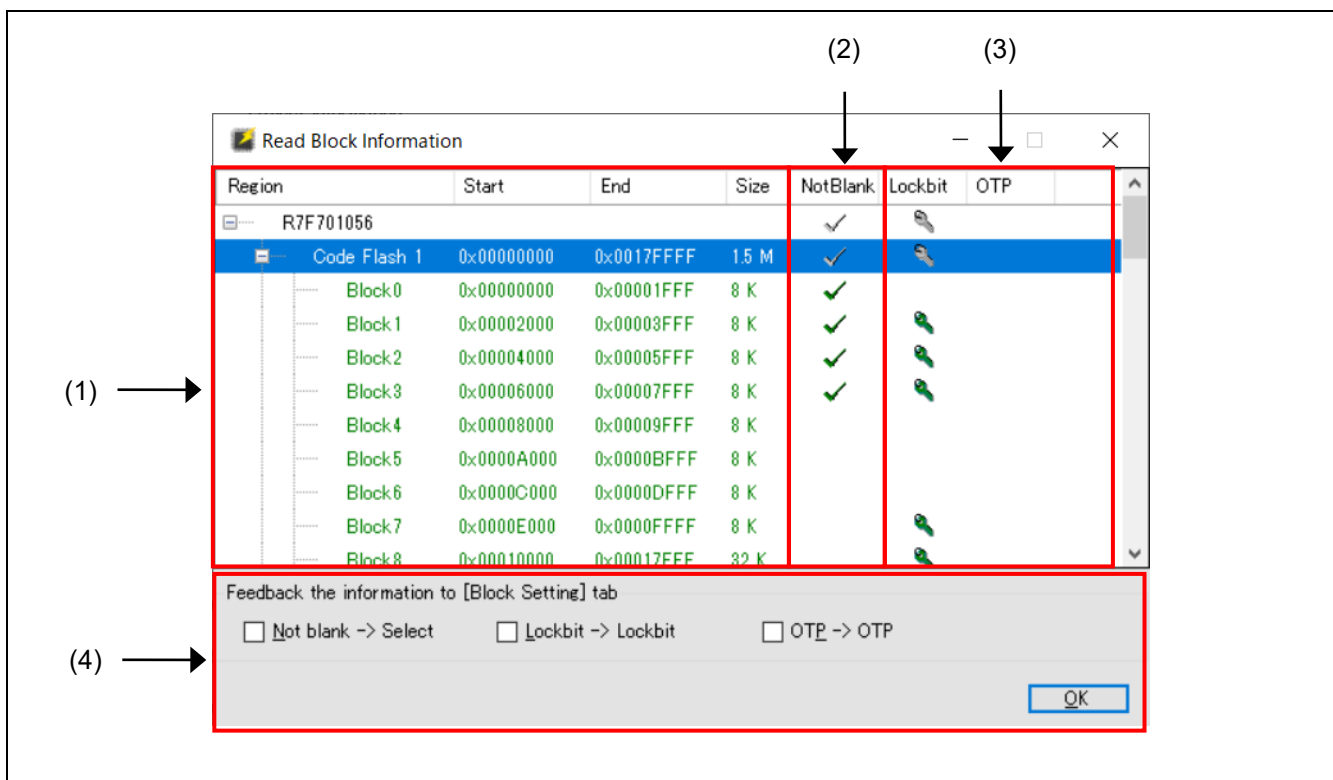 (2) (3)
Read Block Information
Region Start End Size NotBlank Lockbit OTP
R7F701056
Code Flash 1 0x00000000 0x0017FFFF 1.5 M
Block0 0x00000000 0x00001FFF 8 K
Block1 0x00002000 0x00003FFF 8 K
Block2 0x00004000 0x00005FFF 8 K
(1)
Block3 0x00006000 0x00007FFF 8 K
Block4 0x00008000 0x00009FFF 8 K
Block5 0x0000A000 0x0000BFFF 8 K
Block6 0x0000C000 0x0000DFFF 8 K
Block7 0x0000E000 0x0000FFFF 8 K
Block8 0x00010000 0x00017FFF 32 K
Feedback the information to [Block Setting] tab
Not blank -> Select Lockbit -> Lockbit OTP -> OTP
(4)
OK